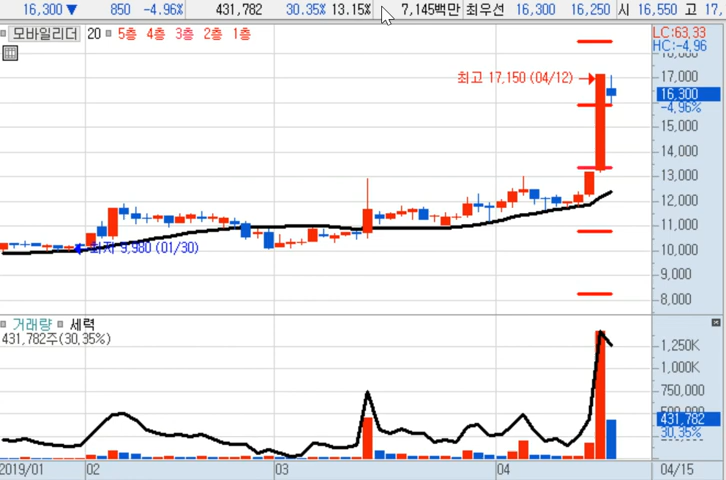 16,300 ▼ 850 -4.96% 431,782 30.35% 13.15% 7,145백만 최우선 16,300 16,250 시 16,550 고 17,
모바일리더 20 5층 4층 3층 2층 1층
LC:63,33
HC:-4,96
최고 17,150 (04/12)
17,000
16,300
-4,96%
15,000
14,000
13,000
12,000
11,000
최저 9,980 (01/30)
10,000
9,000
8,000
거래량 세력
431,782주(30,35%)
1,250K
1,000K
750,000
431,782
30,35%
2019/01 02 03 04 04/15